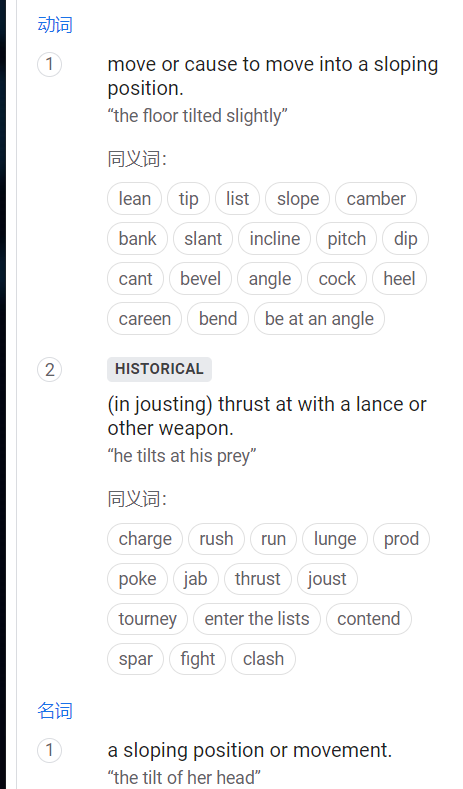 动词
1 move or cause to move into a sloping
position.
“the floor tilted slightly”
同义词：
lean tip list slope camber
bank slant incline pitch dip
cant bevel angle cock heel
careen bend be at an angle
2 HISTORICAL
(in jousting) thrust at with a lance or
other weapon.
“he tilts at his prey”
同义词：
charge rush run lunge prod
poke jab thrust joust
tourney enter the lists contend
spar fight clash
名词
1 a sloping position or movement.
“the tilt of her head”